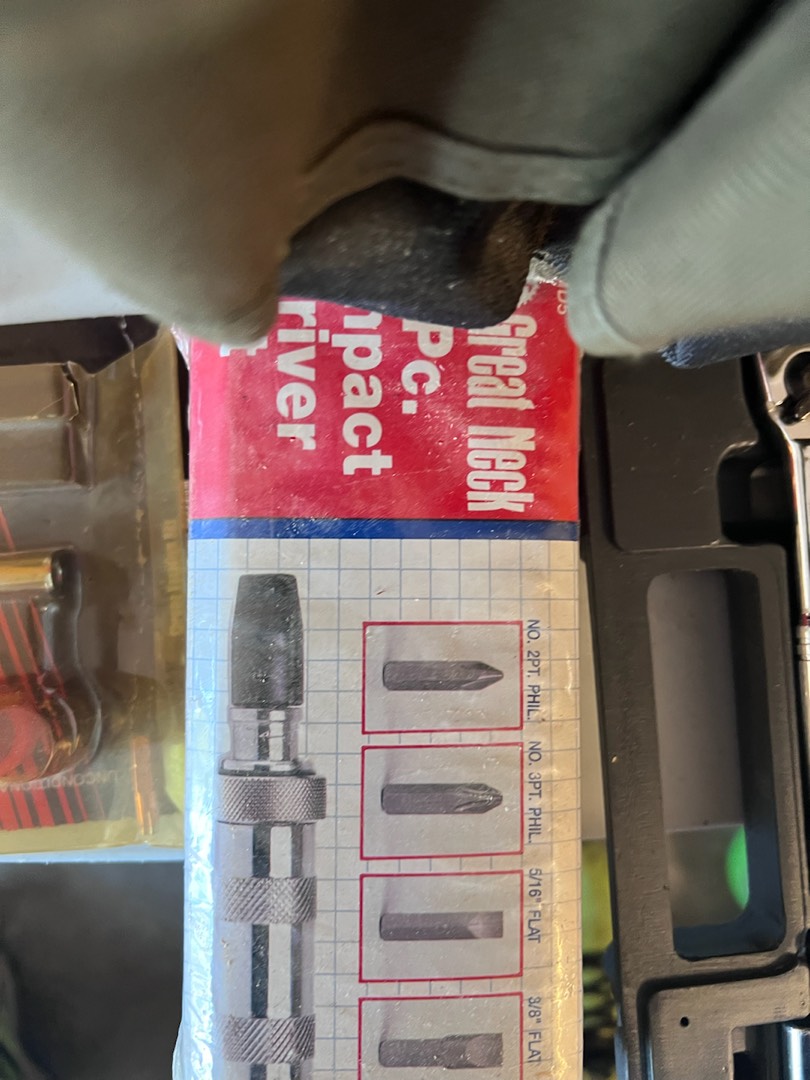 Great Neck
Pc.
mpact
river
t
NO. 2PT. PHIL.
NO. 3PT. PHIL.
5/16" FLAT
3/8" FLAT